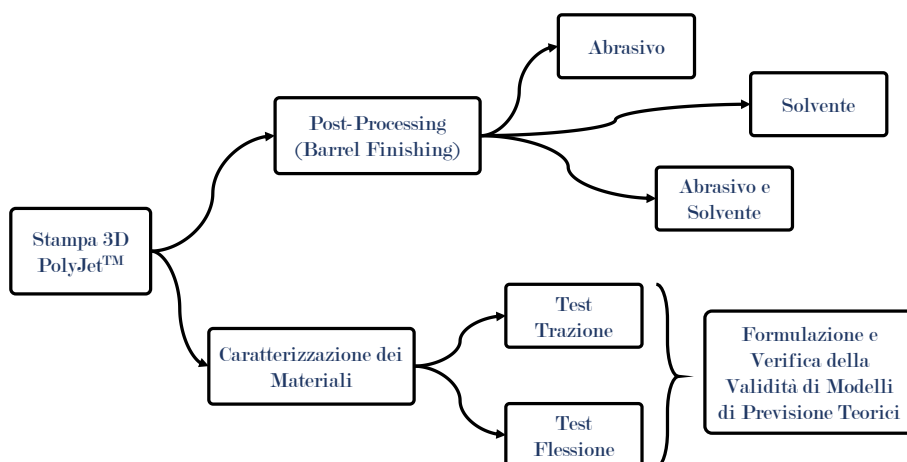 Abrasivo
Solvente
Post-Processing
(Barrel Finishing)
Abrasivo e
Solvente
Stampa 3D
PolyJet™
Caratterizzazione dei
Materiali
Test
Trazione
Test
Flessione
Formulazione e
Verifica della
Validità di Modelli
di Previsione Teorici